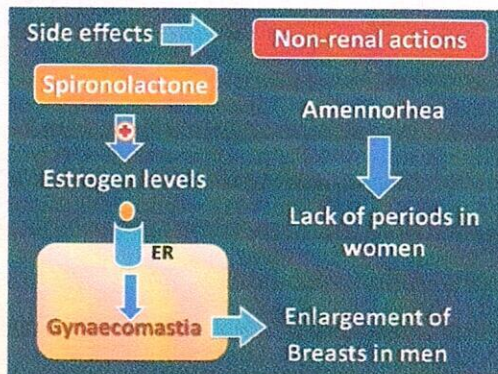 Side effects
Non-renal actions
Spironolactone
Amennorhea
Estrogen levels
Lack of periods in
women
ER
Gynaecomastia
Enlargement of
Breasts in men